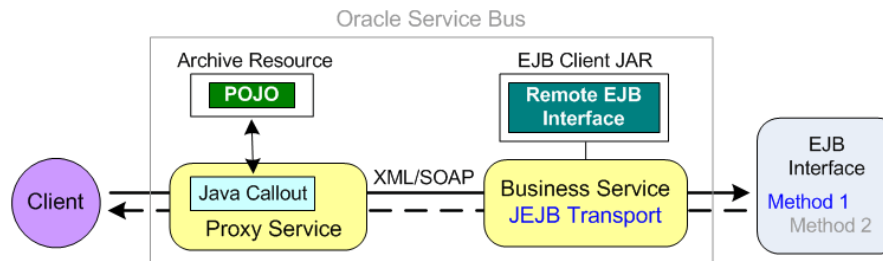 Oracle Service Bus
Archive Resource
POJO
EJB Client JAR
Remote EJB
Interface
Client
Java Callout
Proxy Service
XML/SOAP
Business Service
JEJB Transport
EJB
Interface
Method 1
Method 2